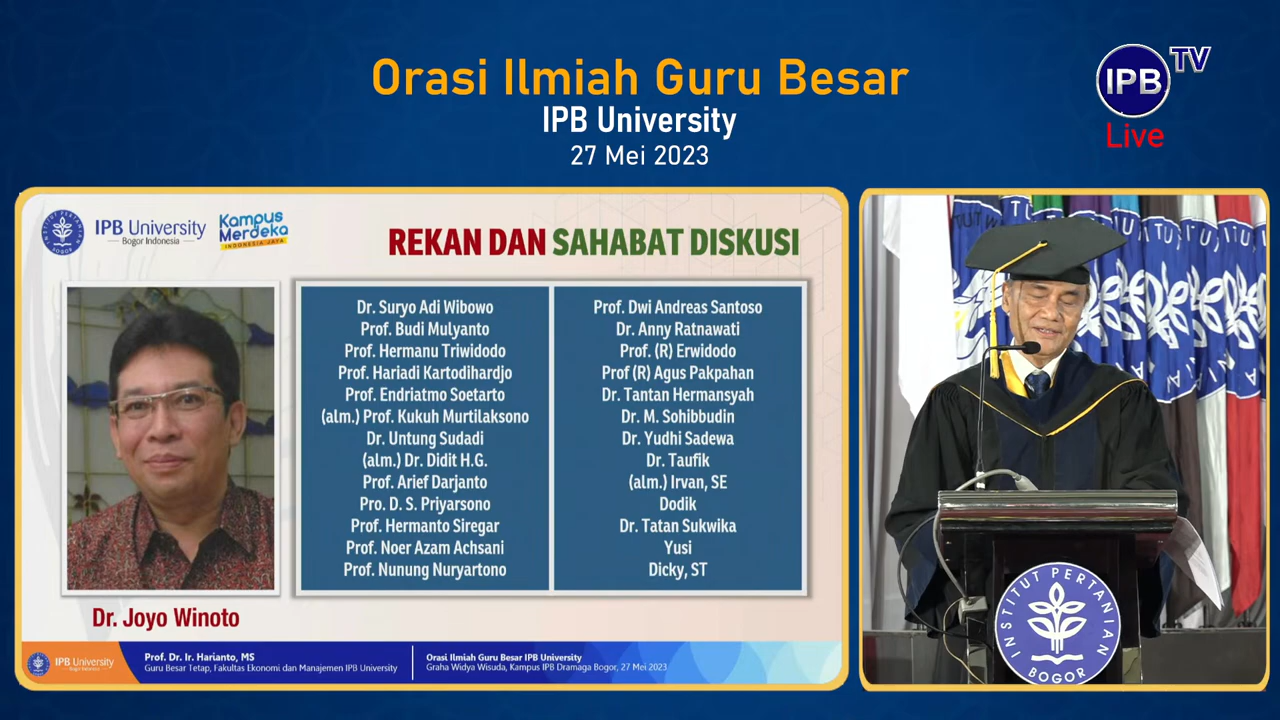 Orasi Ilmiah Guru Besar
IPB University
27 Mei 2023
IPB TV
Live
INSTITUT PERTANIAN
BOGOR
IPB University
Bogor Indonesia
Kampus
Merdeka
INDONESIA JAYA
REKAN DAN SAHABAT DISKUSI
Dr. Suryo Adi Wibowo
Prof. Budi Mulyanto
Prof. Hermanu Triwidodo
Prof. Hariadi Kartodihardjo
Prof. Endriatmo Soetarto
(alm.) Prof. Kukuh Murtilaksono
Dr. Untung Sudadi
(alm.) Dr. Didit H.G.
Prof. Arief Darjanto
Pro. D. S. Priyarsono
Prof. Hermanto Siregar
Prof. Noer Azam Achsani
Prof. Nunung Nuryartono
Prof. Dwi Andreas Santoso
Dr. Anny Ratnawati
Prof. (R) Erwidodo
Prof (R) Agus Pakpahan
Dr. Tantan Hermansyah
Dr. M. Sohibbudin
Dr. Yudhi Sadewa
Dr. Taufik
(alm.) Irvan, SE
Dodik
Dr. Tatan Sukwika
Yusi
Dicky, ST
Dr. Joyo Winoto
IPB University
Prof. Dr. Ir. Harianto, MS
Guru Besar Tetap, Fakultas Ekonomi dan Manajemen IPB University
Orasi Ilmiah Guru Besar IPB University
Graha Widya Wisuda, Kampus IPB Dramaga Bogor, 27 Mei 2023
INSTITUT PERTANIAN
BOGOR